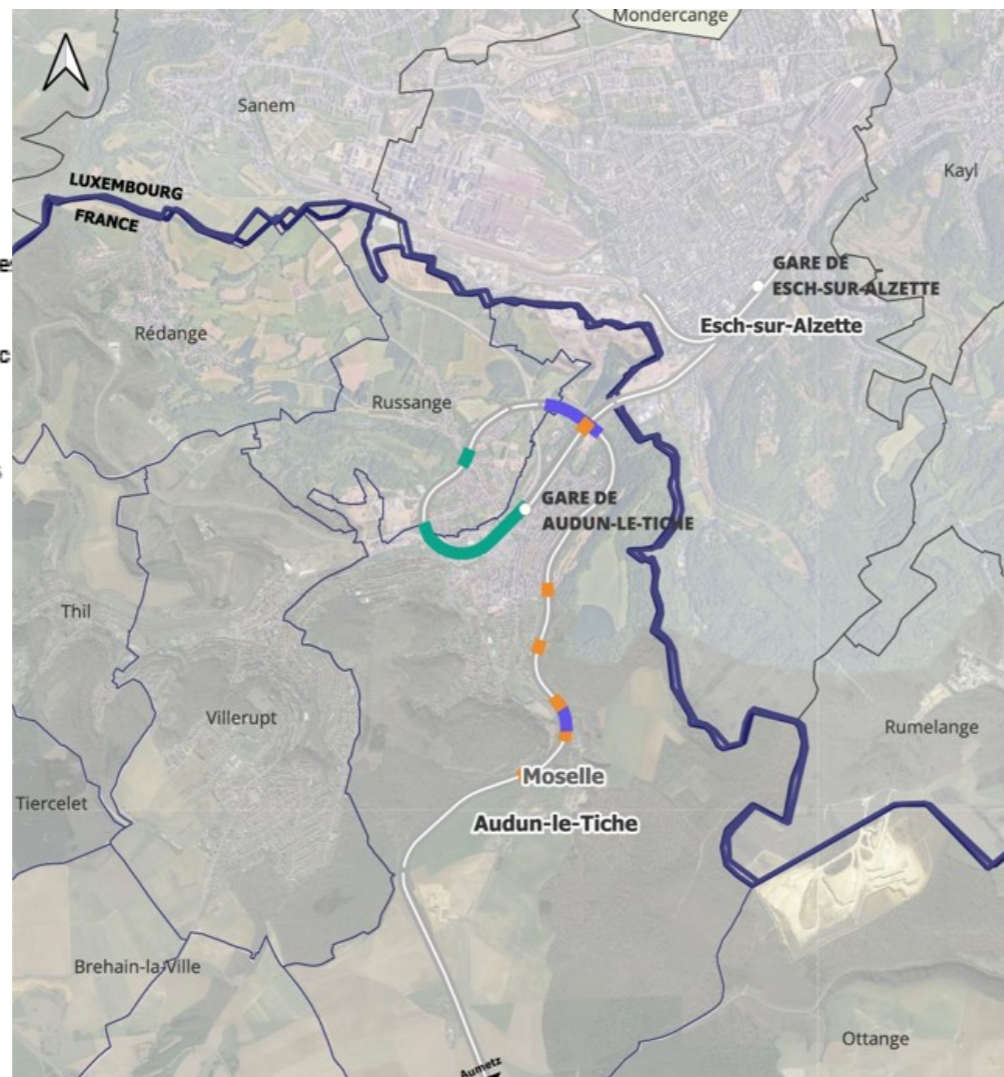 Mondercange
Sanem
Kayl
LUXEMBOURG
FRANCE
GARE DE
ESCH-SUR-ALZETTE
Esch-sur-Alzette
Rédange
Russange
GARE DE
AUDUN-LE-TICHE
Thil
Villerupt
Rumelange
Moselle
Tiercelet
Audun-le-Tiche
Brehain-la-Ville
Ottange
Aumetz